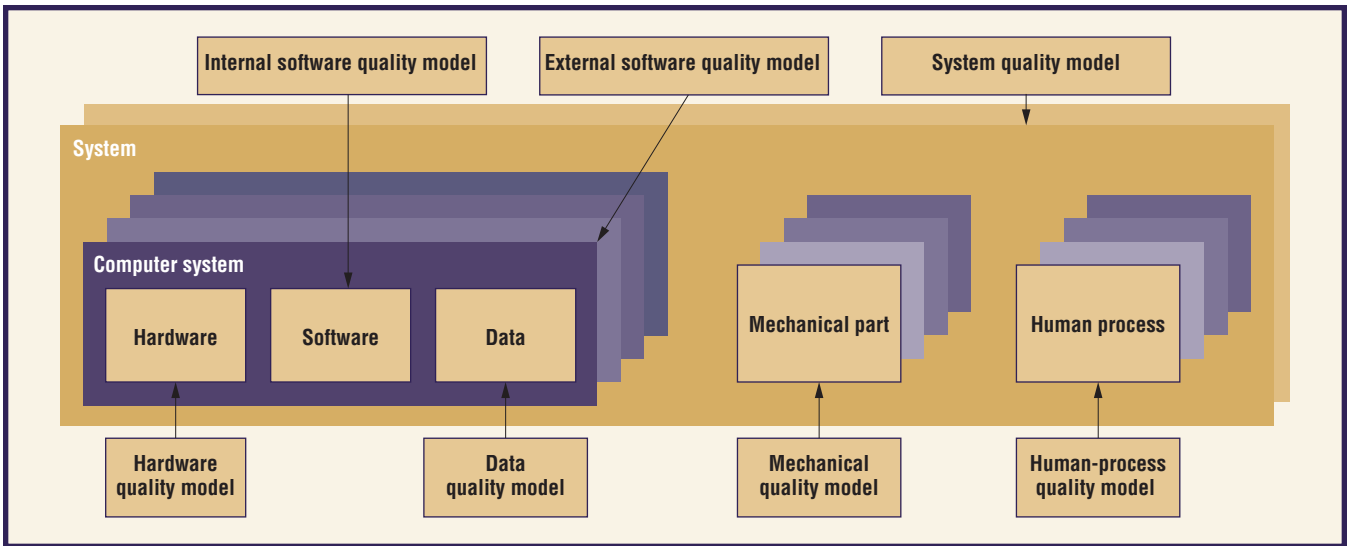 Internal software quality model
External software quality model
System quality model
System
Computer system
Hardware
Software
Data
Mechanical part
Human process
Hardware
quality model
Data
quality model
Mechanical
quality model
Human-process
quality model